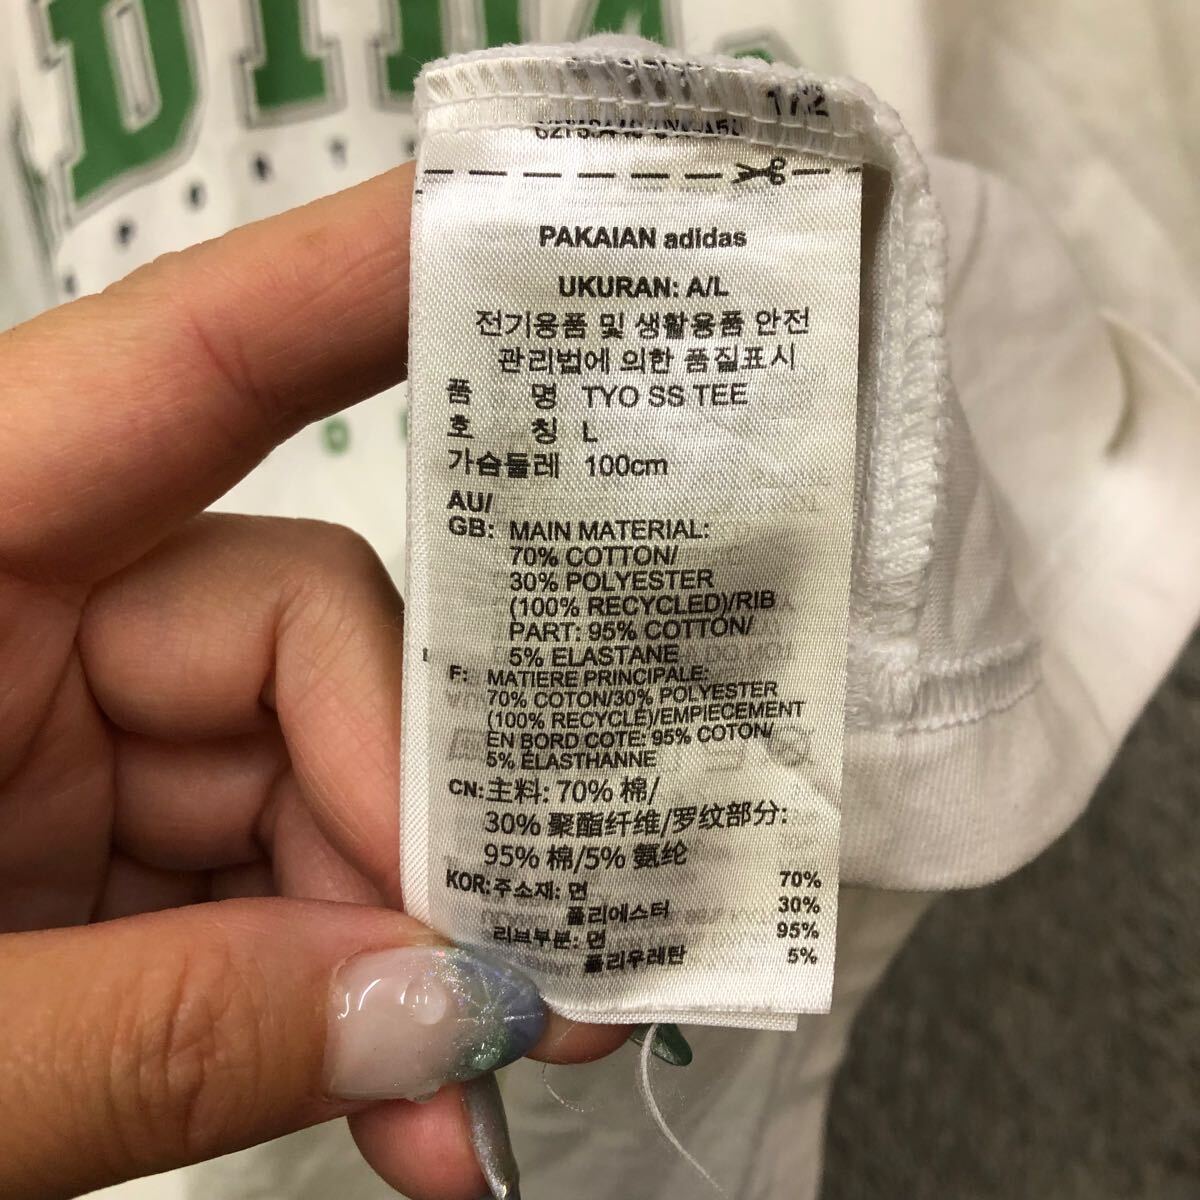 17.2
PAKAIAN adidas
UKURAN: A/L
전기용품 및 생활용품 안전
관리법에 의한 품질표시
품 명 TYO SS TEE
호 칭 L
가슴둘레 100cm
AU/
GB: MAIN MATERIAL:
70% COTTON/
30% POLYESTER
(100% RECYCLED)/RIB
PART: 95% COTTON/
5% ELASTANE
F: MATIERE PRINCIPALE:
70% COTON/30% POLYESTER
(100% RECYCLÉ)/EMPIECEMENT
EN BORD COTE: 95% COTON/
5% ÉLASTHANNE
CN: 主料: 70% 棉/
30% 聚酯纤维/罗纹部分:
95% 棉/5% 氨纶
KOR: 주소재: 면 70%
폴리에스터 30%
리브부분: 면 95%
폴리우레탄 5%